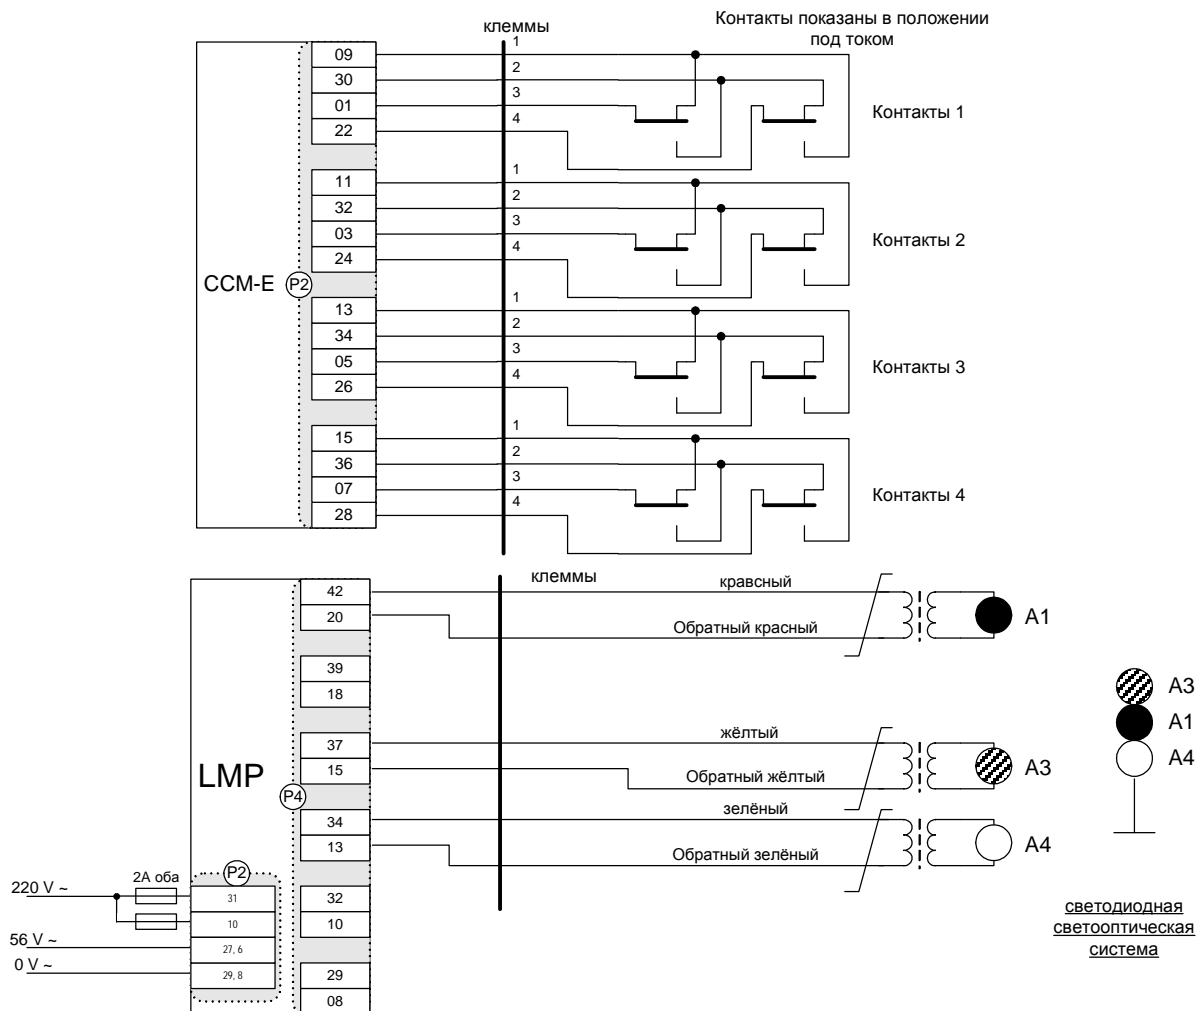 клеммы
Контакты показаны в положении
под током
09
30
01
22
1
2
3
4
Контакты 1
11
32
03
24
1
2
3
4
Контакты 2
CCM-E
P2
13
34
05
26
1
2
3
4
Контакты 3
15
36
07
28
1
2
3
4
Контакты 4
клеммы
42
20
кравсный
Обратный красный
A1
39
18
A3
A1
A4
37
15
жёлтый
Обратный жёлтый
A3
LMP
P4
34
13
зелёный
Обратный зелёный
A4
P2
220 V ~
2A оба
31
10
56 V ~
27, 6
0 V ~
29, 8
32
10
29
08
светодиодная
светооптическая
система